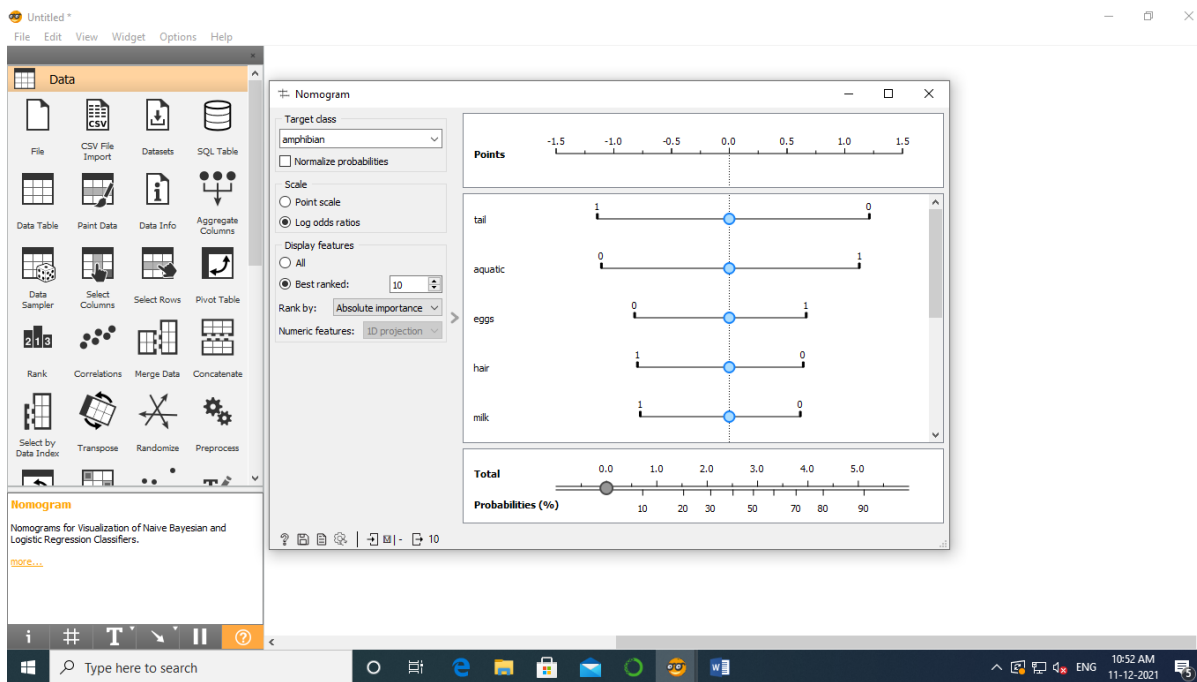 Untitled *
File Edit View Widget Options Help
Data
File
CSV File Import
Datasets
SQL Table
Data Table
Paint Data
Data Info
Aggregate Columns
Data Sampler
Select Columns
Select Rows
Pivot Table
Rank
Correlations
Merge Data
Concatenate
Select by Data Index
Transpose
Randomize
Preprocess
Nomogram
Nomograms for Visualization of Naive Bayesian and
Logistic Regression Classifiers.
more...
Nomogram
Target class
amphibian
Normalize probabilities
Scale
Point scale
Log odds ratios
Display features
All
Best ranked: 10
Rank by: Absolute importance
Numeric features: 1D projection
Points -1.5 -1.0 -0.5 0.0 0.5 1.0 1.5
tail 1 0
aquatic 0 1
eggs 0 1
hair 1 0
milk 1 0
Total 0.0 1.0 2.0 3.0 4.0 5.0
Probabilities (%) 10 20 30 50 70 80 90
? - 10
Type here to search
ENG
10:52 AM
11-12-2021
5